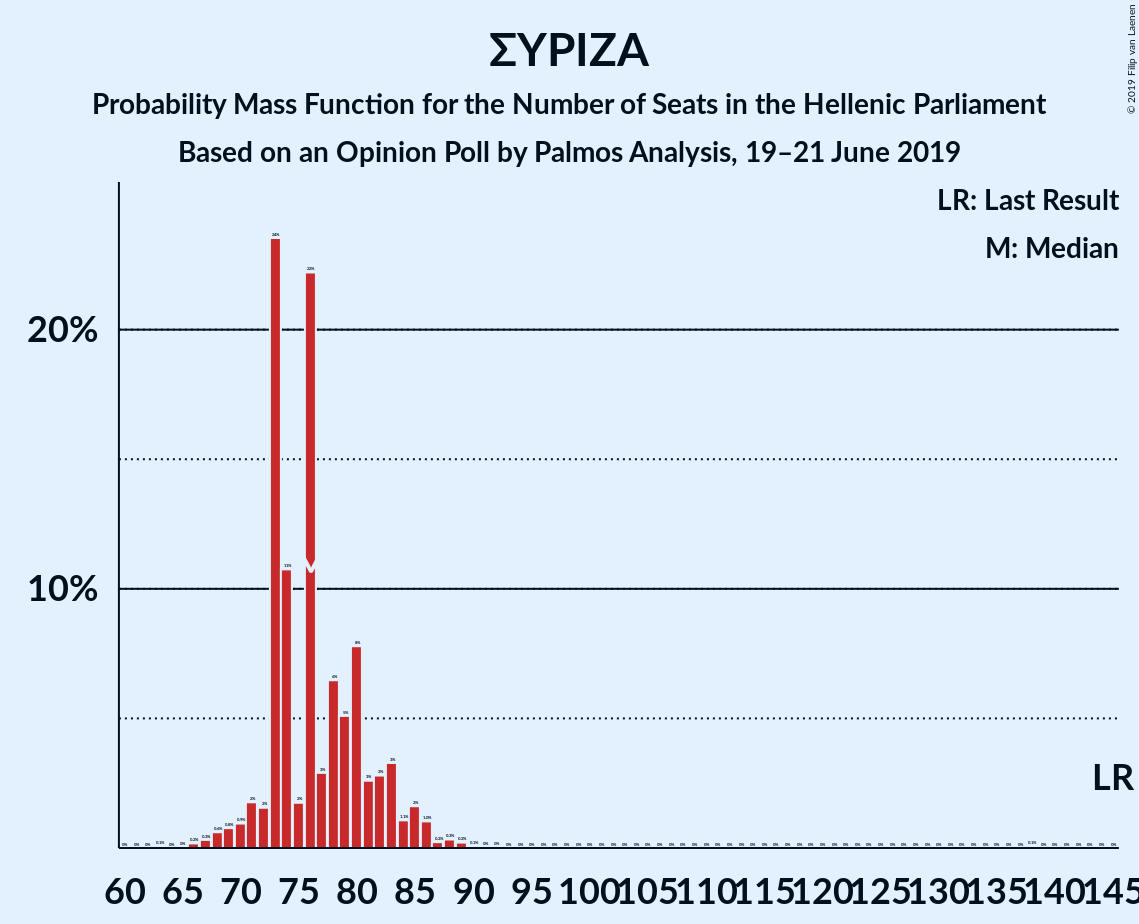 ΣΥΡΙΖΑ
Probability Mass Function for the Number of Seats in the Hellenic Parliament
Based on an Opinion Poll by Palmos Analysis, 19–21 June 2019
© 2019 Filip van Laenen
LR: Last Result
M: Median
20%
10%
M
LR
60 65 70 75 80 85 90 95 100 105 110 115 120 125 130 135 140 145